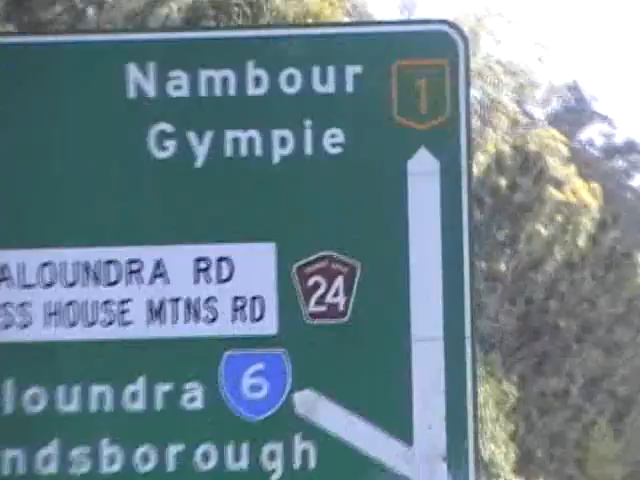 Nambour 1
Gympie
ALOUNDRA RD
SS HOUSE MTNS RD
24
loundra 6
ndsborough